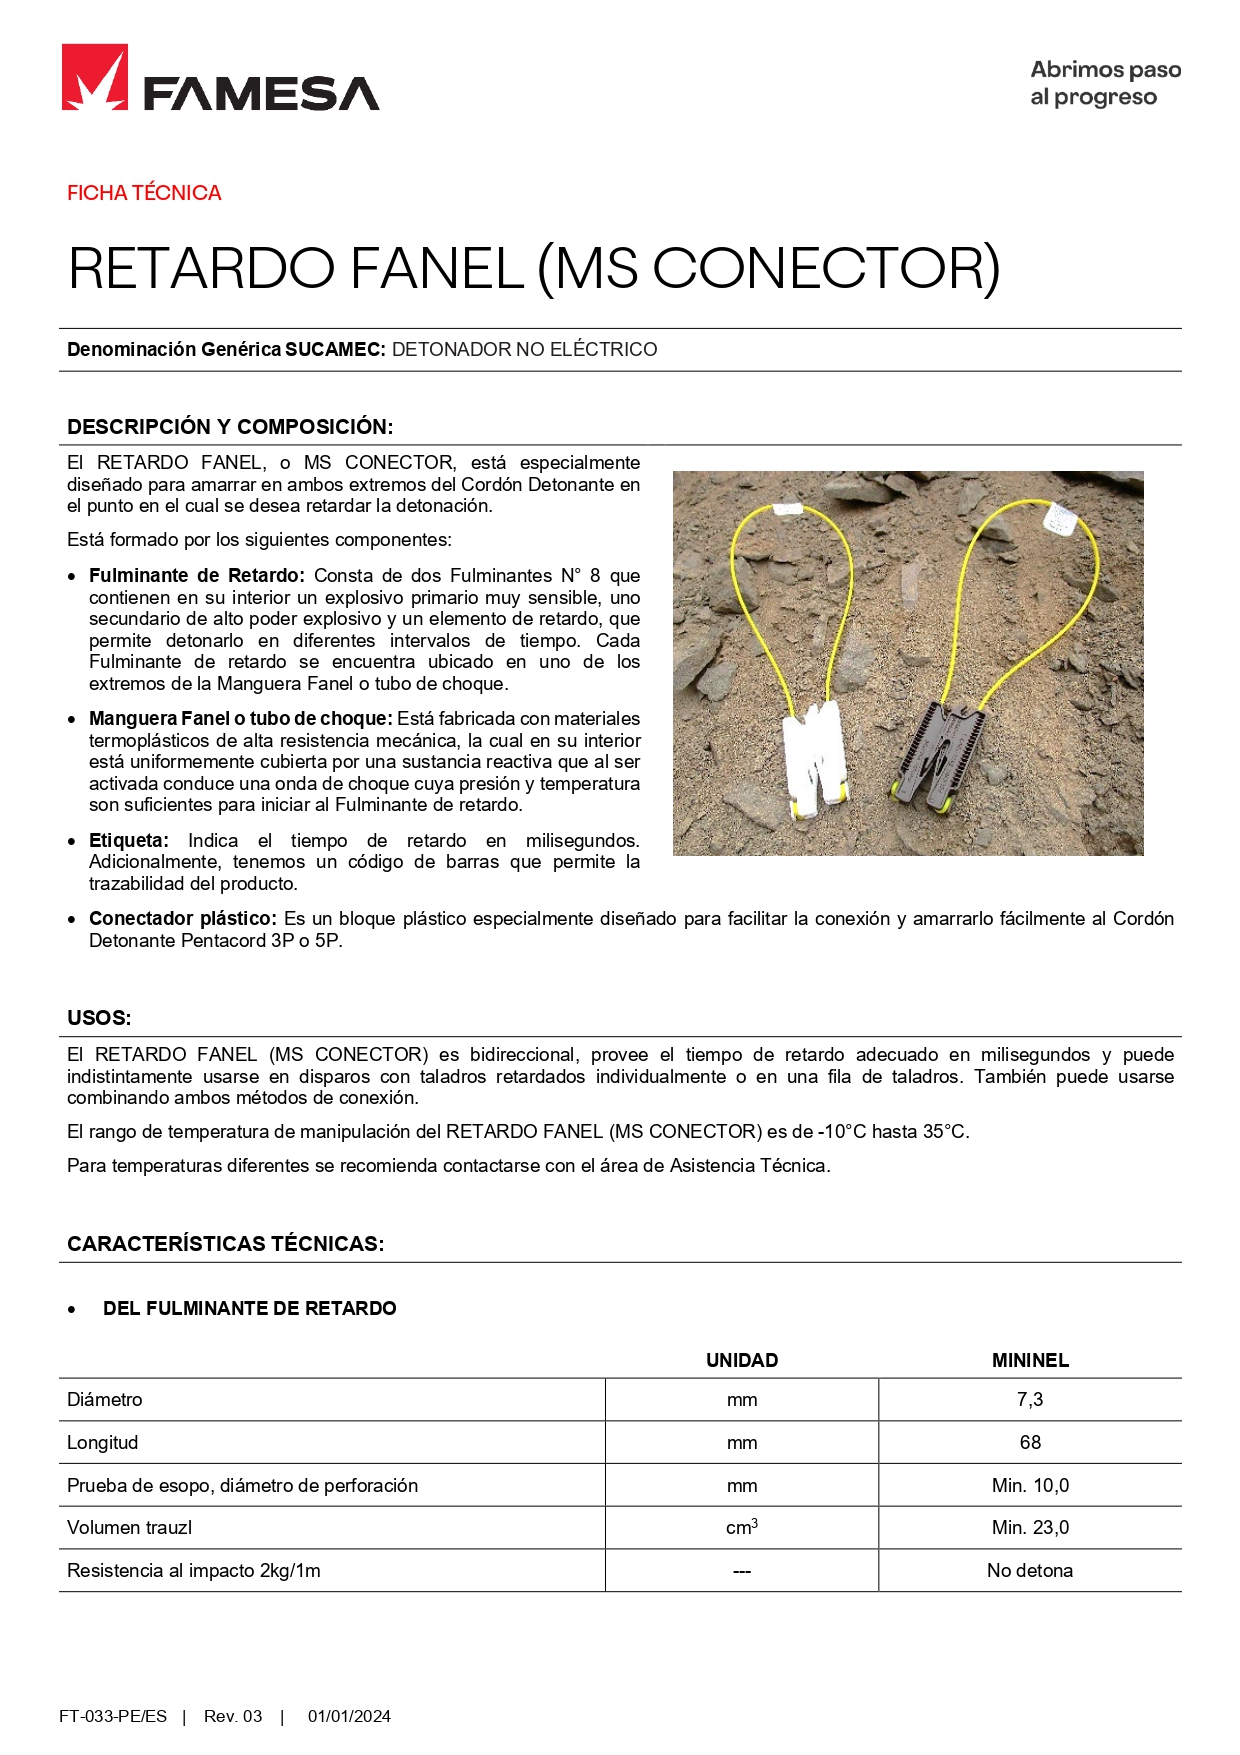 FAMESA
Abrimos paso
al progreso
FICHA TÉCNICA
RETARDO FANEL (MS CONECTOR)
Denominación Genérica SUCAMEC: DETONADOR NO ELÉCTRICO
DESCRIPCIÓN Y COMPOSICIÓN:
El RETARDO FANEL, o MS CONECTOR, está especialmente
diseñado para amarrar en ambos extremos del Cordón Detonante en
el punto en el cual se desea retardar la detonación.
Está formado por los siguientes componentes:
• Fulminante de Retardo: Consta de dos Fulminantes N° 8 que
contienen en su interior un explosivo primario muy sensible, uno
secundario de alto poder explosivo y un elemento de retardo, que
permite detonarlo en diferentes intervalos de tiempo. Cada
Fulminante de retardo se encuentra ubicado en uno de los
extremos de la Manguera Fanel o tubo de choque.
• Manguera Fanel o tubo de choque: Está fabricada con materiales
termoplásticos de alta resistencia mecánica, la cual en su interior
está uniformemente cubierta por una sustancia reactiva que al ser
activada conduce una onda de choque cuya presión y temperatura
son suficientes para iniciar al Fulminante de retardo.
• Etiqueta: Indica el tiempo de retardo en milisegundos.
Adicionalmente, tenemos un código de barras que permite la
trazabilidad del producto.
• Conectador plástico: Es un bloque plástico especialmente diseñado para facilitar la conexión y amarrarlo fácilmente al Cordón
Detonante Pentacord 3P o 5P.
USOS:
El RETARDO FANEL (MS CONECTOR) es bidireccional, provee el tiempo de retardo adecuado en milisegundos y puede
indistintamente usarse en disparos con taladros retardados individualmente o en una fila de taladros. También puede usarse
combinando ambos métodos de conexión.
El rango de temperatura de manipulación del RETARDO FANEL (MS CONECTOR) es de -10°C hasta 35°C.
Para temperaturas diferentes se recomienda contactarse con el área de Asistencia Técnica.
CARACTERÍSTICAS TÉCNICAS:
• DEL FULMINANTE DE RETARDO
UNIDAD MININEL
Diámetro mm 7,3
Longitud mm 68
Prueba de esopo, diámetro de perforación mm Min. 10,0
Volumen trauzl cm³ Min. 23,0
Resistencia al impacto 2kg/1m --- No detona
FT-033-PE/ES | Rev. 03 | 01/01/2024